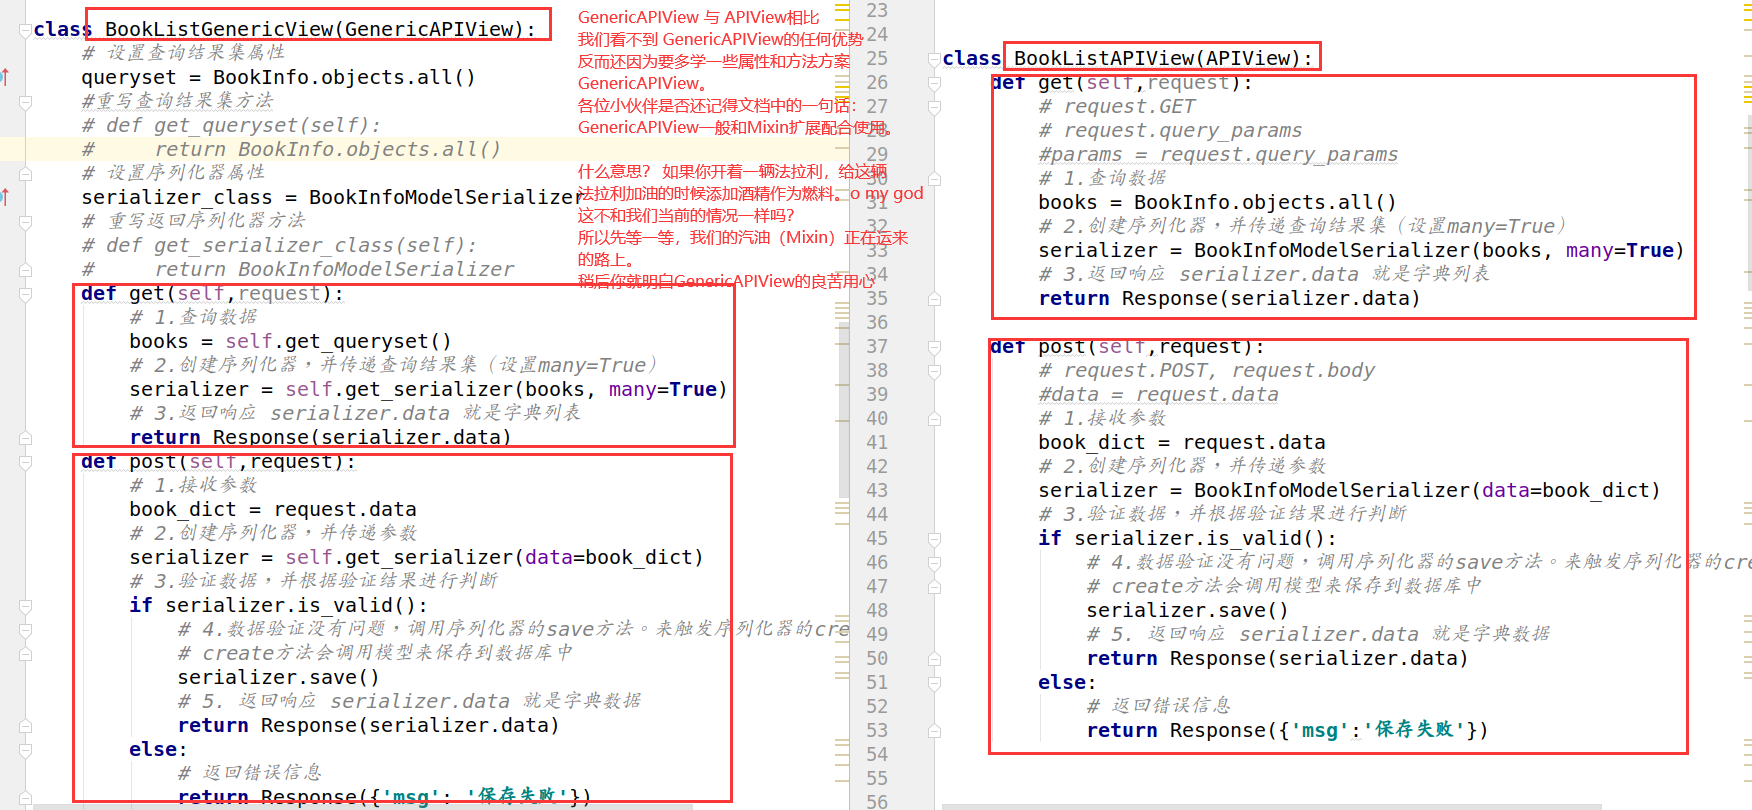 class BookListGenericView(GenericAPIView):
# 设置查询结果集属性
queryset = BookInfo.objects.all()
#重写查询结果集方法
# def get_queryset(self):
#     return BookInfo.objects.all()
# 设置序列化器属性
serializer_class = BookInfoModelSerializer
# 重写返回序列化器方法
# def get_serializer_class(self):
#     return BookInfoModelSerializer
def get(self,request):
# 1.查询数据
books = self.get_queryset()
# 2.创建序列化器，并传递查询结果集（设置many=True）
serializer = self.get_serializer(books, many=True)
# 3.返回响应 serializer.data 就是字典列表
return Response(serializer.data)
def post(self,request):
# 1.接收参数
book_dict = request.data
# 2.创建序列化器，并传递参数
serializer = self.get_serializer(data=book_dict)
# 3.验证数据，并根据验证结果进行判断
if serializer.is_valid():
# 4.数据验证没有问题，调用序列化器的save方法。来触发序列化器的cre
# create方法会调用模型来保存到数据库中
serializer.save()
# 5. 返回响应 serializer.data 就是字典数据
return Response(serializer.data)
else:
# 返回错误信息
return Response({'msg': '保存失败'})
GenericAPIView 与 APIView相比
我们看不到 GenericAPIView的任何优势
反而还因为要多学一些属性和方法方案
GenericAPIView。
各位小伙伴是否还记得文档中的一句话：
GenericAPIView一般和Mixin扩展配合使用。
什么意思？ 如果你开着一辆法拉利，给这辆
法拉利加油的时候添加酒精作为燃料。o my god
这不和我们当前的情况一样吗？
所以先等一等，我们的汽油（Mixin）正在运来
的路上。
稍后你就明白GenericAPIView的良苦用心
23
24
25 class BookListAPIView(APIView):
26 def get(self,request):
27 # request.GET
28 # request.query_params
29 #params = request.query_params
30 # 1.查询数据
31 books = BookInfo.objects.all()
32 # 2.创建序列化器，并传递查询结果集（设置many=True）
33 serializer = BookInfoModelSerializer(books, many=True)
34 # 3.返回响应 serializer.data 就是字典列表
35 return Response(serializer.data)
36
37 def post(self,request):
38 # request.POST, request.body
39 #data = request.data
40 # 1.接收参数
41 book_dict = request.data
42 # 2.创建序列化器，并传递参数
43 serializer = BookInfoModelSerializer(data=book_dict)
44 # 3.验证数据，并根据验证结果进行判断
45 if serializer.is_valid():
46 # 4.数据验证没有问题，调用序列化器的save方法。来触发序列化器的cre
47 # create方法会调用模型来保存到数据库中
48 serializer.save()
49 # 5. 返回响应 serializer.data 就是字典数据
50 return Response(serializer.data)
51 else:
52 # 返回错误信息
53 return Response({'msg':'保存失败'})
54
55
56